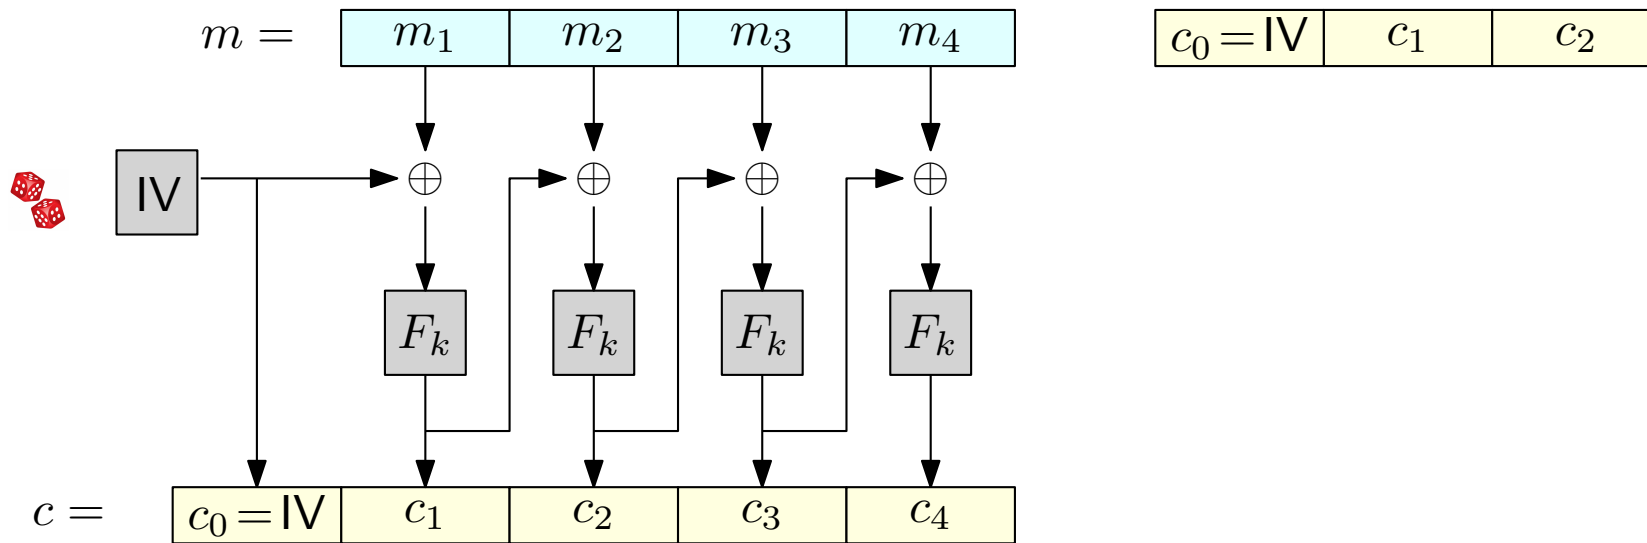 m = m₁ m₂ m₃ m₄ c₀ = IV c₁ c₂
IV
Fₖ Fₖ Fₖ Fₖ
c = c₀ = IV c₁ c₂ c₃ c₄